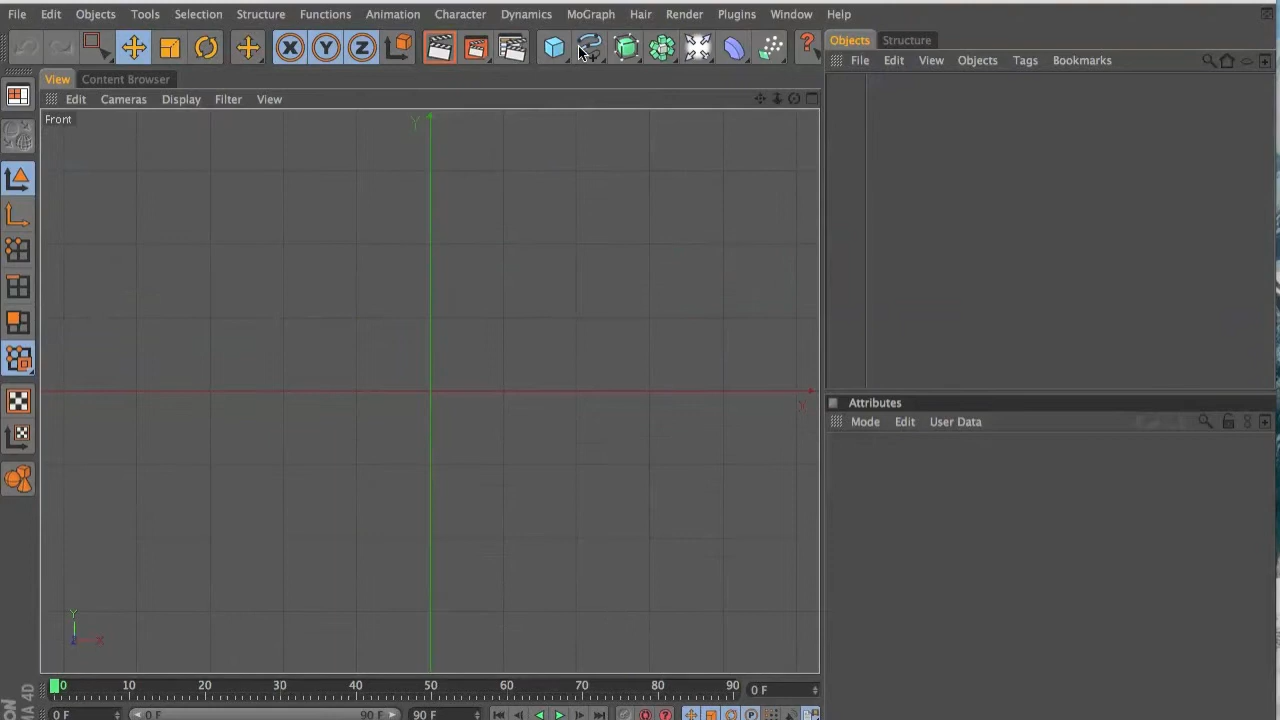 File Edit Objects Tools Selection Structure Functions Animation Character Dynamics MoGraph Hair Render Plugins Window Help
X Y Z ?
Objects Structure
File Edit View Objects Tags Bookmarks
View Content Browser
Edit Cameras Display Filter View
Front
Y
X
Attributes
Mode Edit User Data
Y
X
0 10 20 30 40 50 60 70 80 90 0 F
0 F 0 F 90 F 90 F